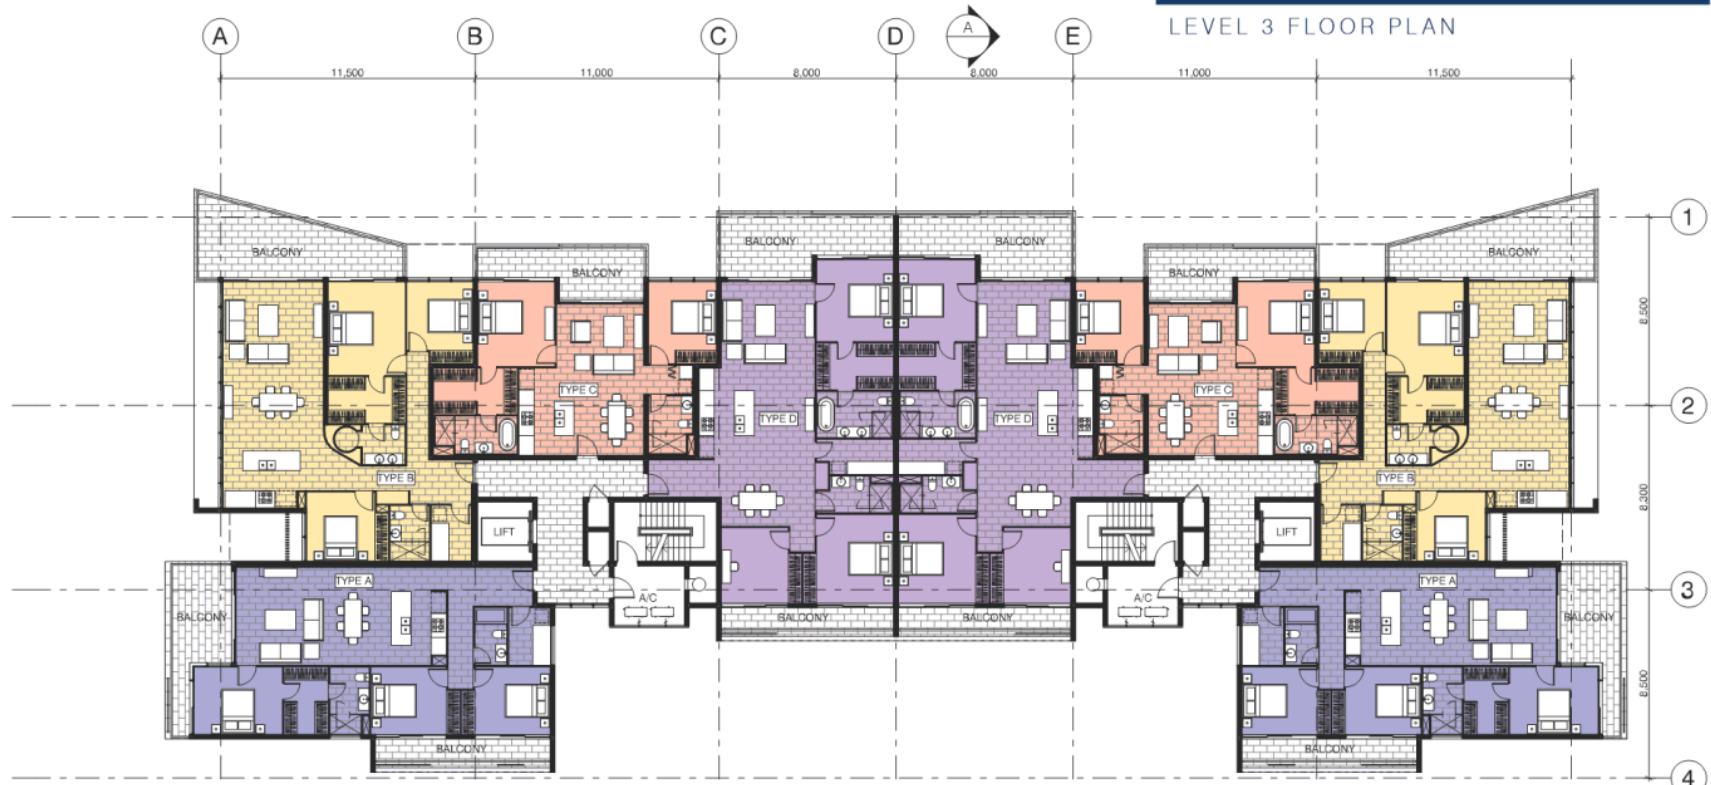 LEVEL 3 FLOOR PLAN
A B C D A E
11,500 11,000 8,000 8,000 11,000 11,500
1
BALCONY BALCONY BALCONY BALCONY
BALCONY BALCONY
8,500
TYPE C TYPE C
2
TYPE D TYPE D
TYPE B TYPE B
8,300
LIFT LIFT
TYPE A TYPE A
3
A/C A/C
BALCONY BALCONY BALCONY BALCONY
8,500
BALCONY BALCONY
4